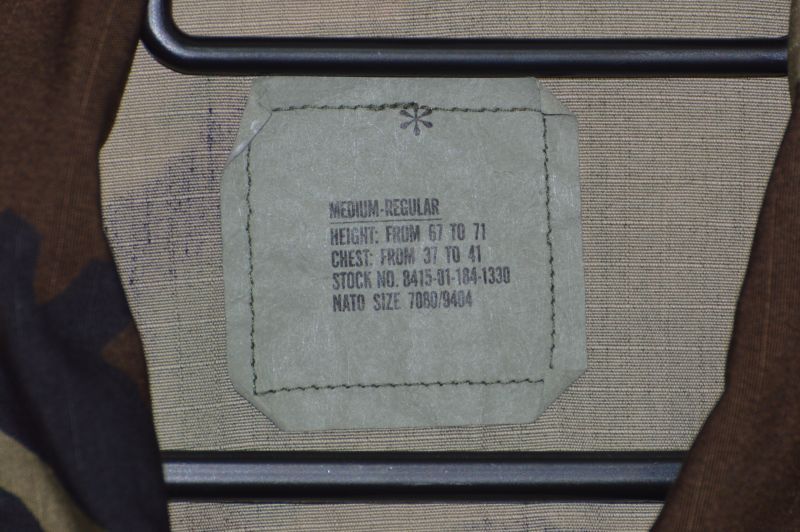 MEDIUM-REGULAR
HEIGHT: FROM 67 TO 71
CHEST: FROM 37 TO 41
STOCK NO. 8415-01-184-1330
NATO SIZE 7080/9404